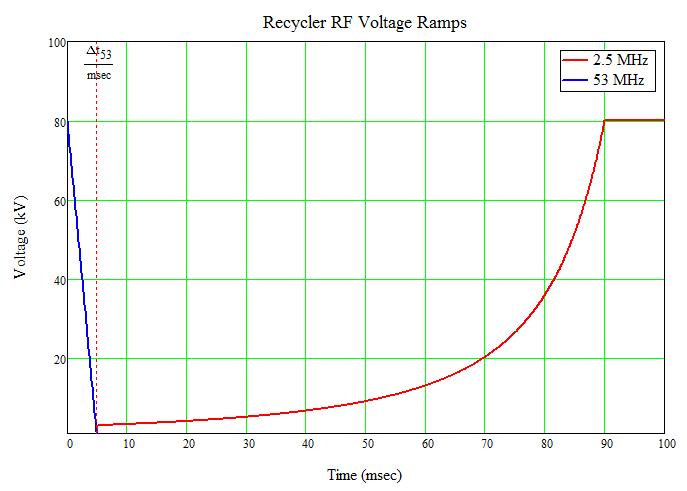 Recycler RF Voltage Ramps
100
80
60
40
20
Δt53
msec
2.5 MHz
53 MHz
Voltage (kV)
0 10 20 30 40 50 60 70 80 90 100
Time (msec)